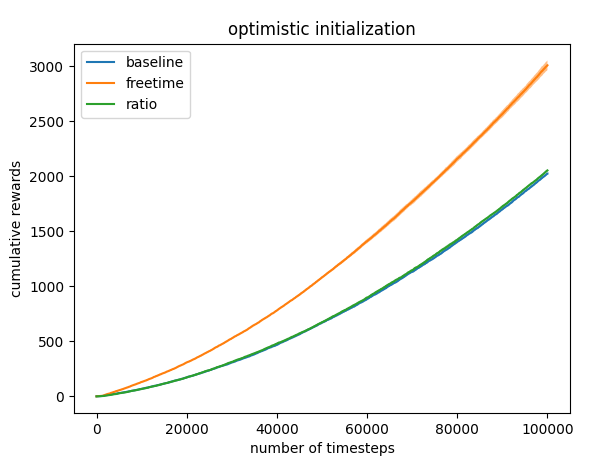 optimistic initialization
baseline
freetime
ratio
cumulative rewards
3000
2500
2000
1500
1000
500
0
0 20000 40000 60000 80000 100000
number of timesteps